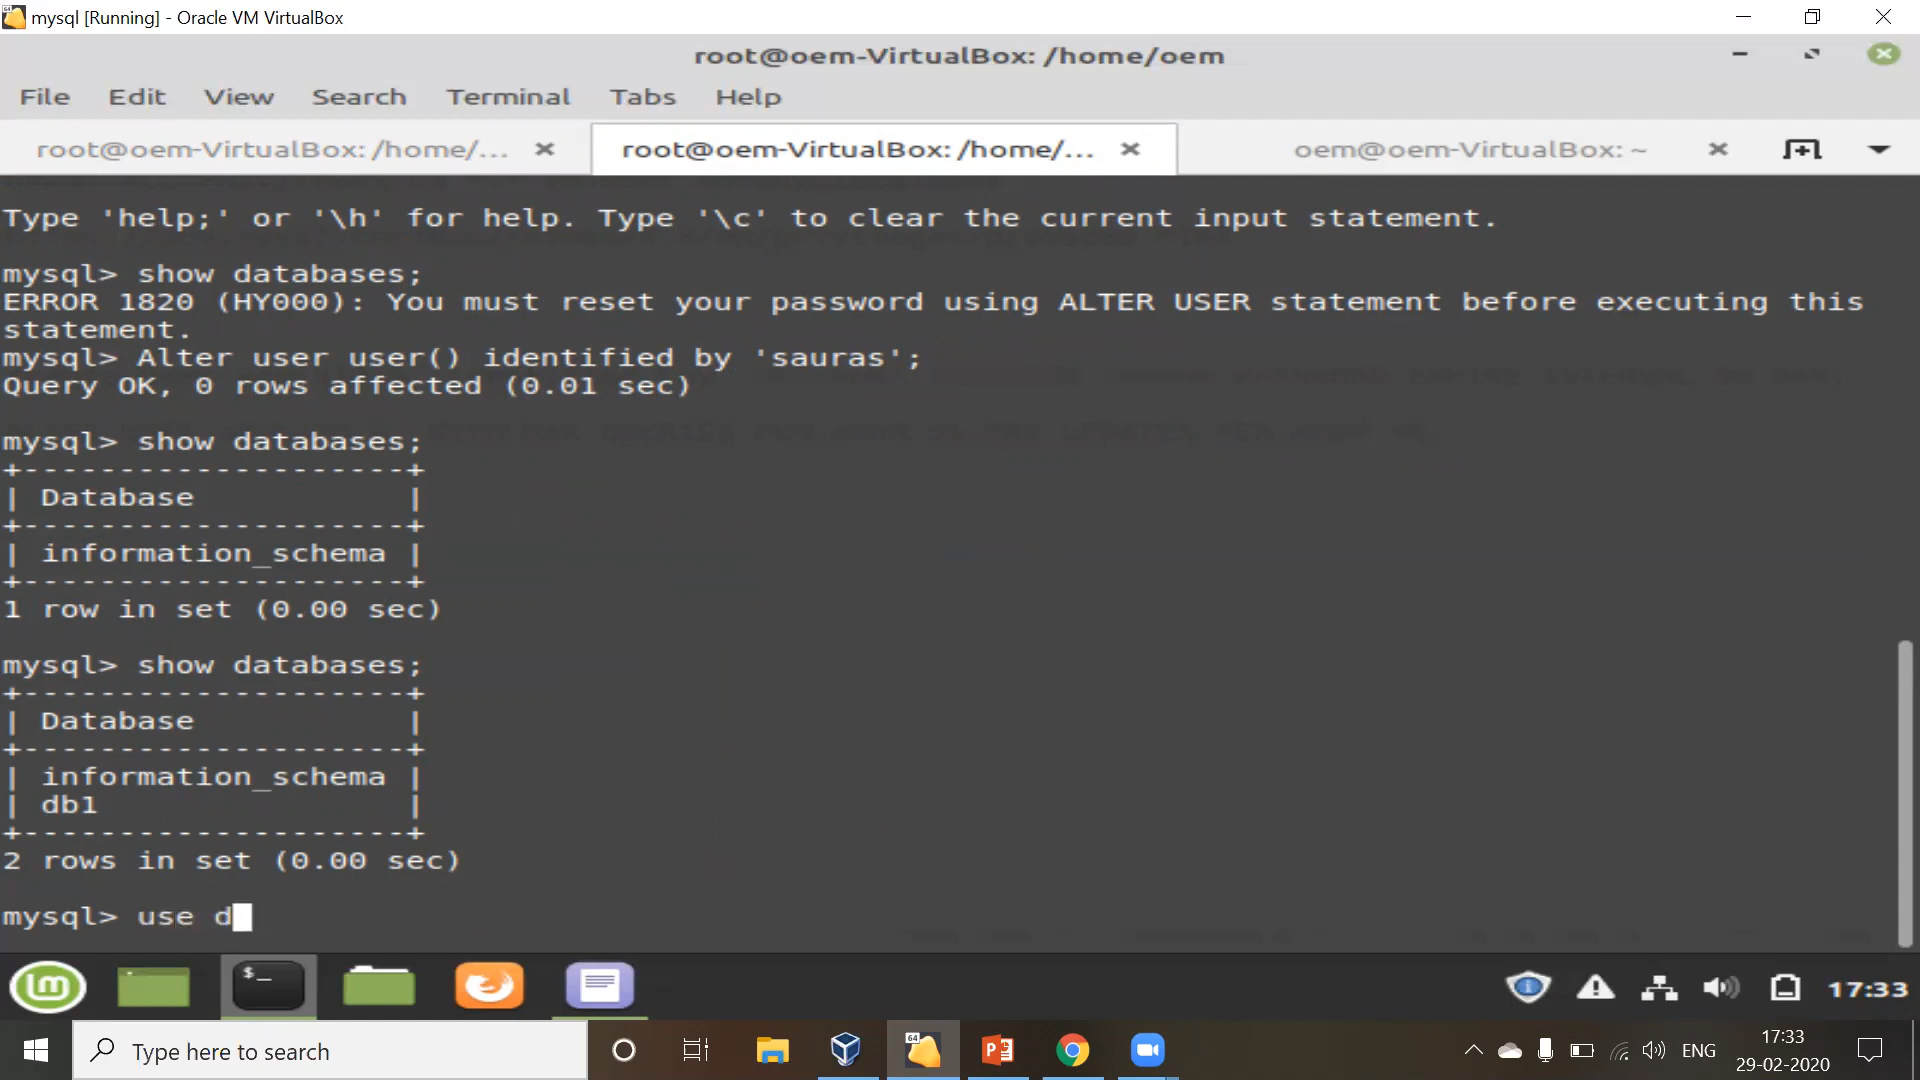 mysql [Running] - Oracle VM VirtualBox
root@oem-VirtualBox: /home/oem
File Edit View Search Terminal Tabs Help
root@oem-VirtualBox: /home/... root@oem-VirtualBox: /home/... oem@oem-VirtualBox: ~
Type 'help;' or '\h' for help. Type '\c' to clear the current input statement.
mysql> show databases;
ERROR 1820 (HY000): You must reset your password using ALTER USER statement before executing this
statement.
mysql> Alter user user() identified by 'sauras';
Query OK, 0 rows affected (0.01 sec)
mysql> show databases;
+--------------------+
| Database           |
+--------------------+
| information_schema |
+--------------------+
1 row in set (0.00 sec)
mysql> show databases;
+--------------------+
| Database           |
+--------------------+
| information_schema |
| db1                |
+--------------------+
2 rows in set (0.00 sec)
mysql> use d
17:33
Type here to search
ENG
17:33
29-02-2020